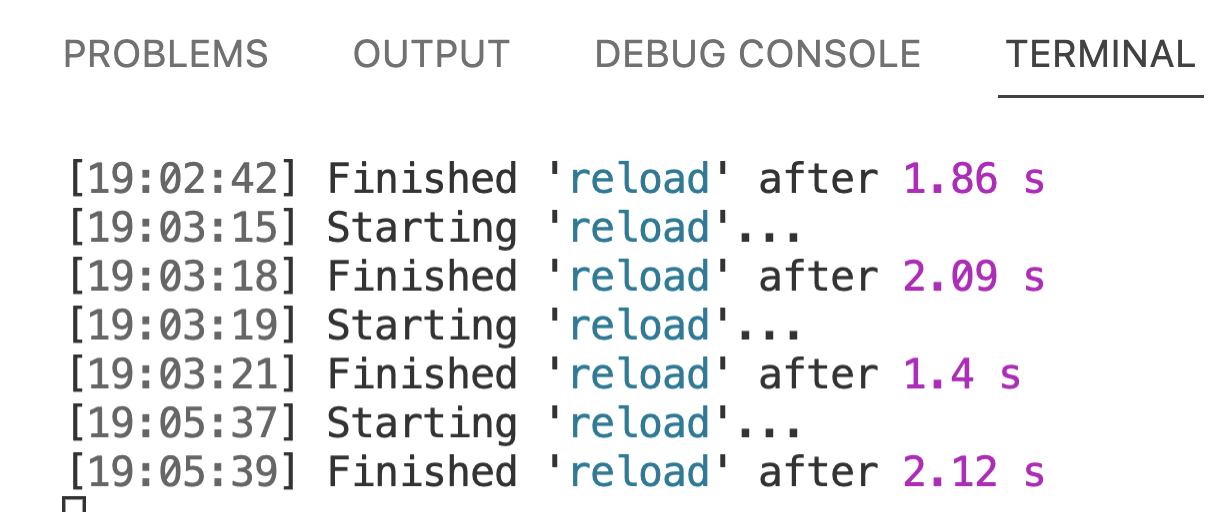 PROBLEMS OUTPUT DEBUG CONSOLE TERMINAL
[19:02:42] Finished 'reload' after 1.86 s
[19:03:15] Starting 'reload'...
[19:03:18] Finished 'reload' after 2.09 s
[19:03:19] Starting 'reload'...
[19:03:21] Finished 'reload' after 1.4 s
[19:05:37] Starting 'reload'...
[19:05:39] Finished 'reload' after 2.12 s